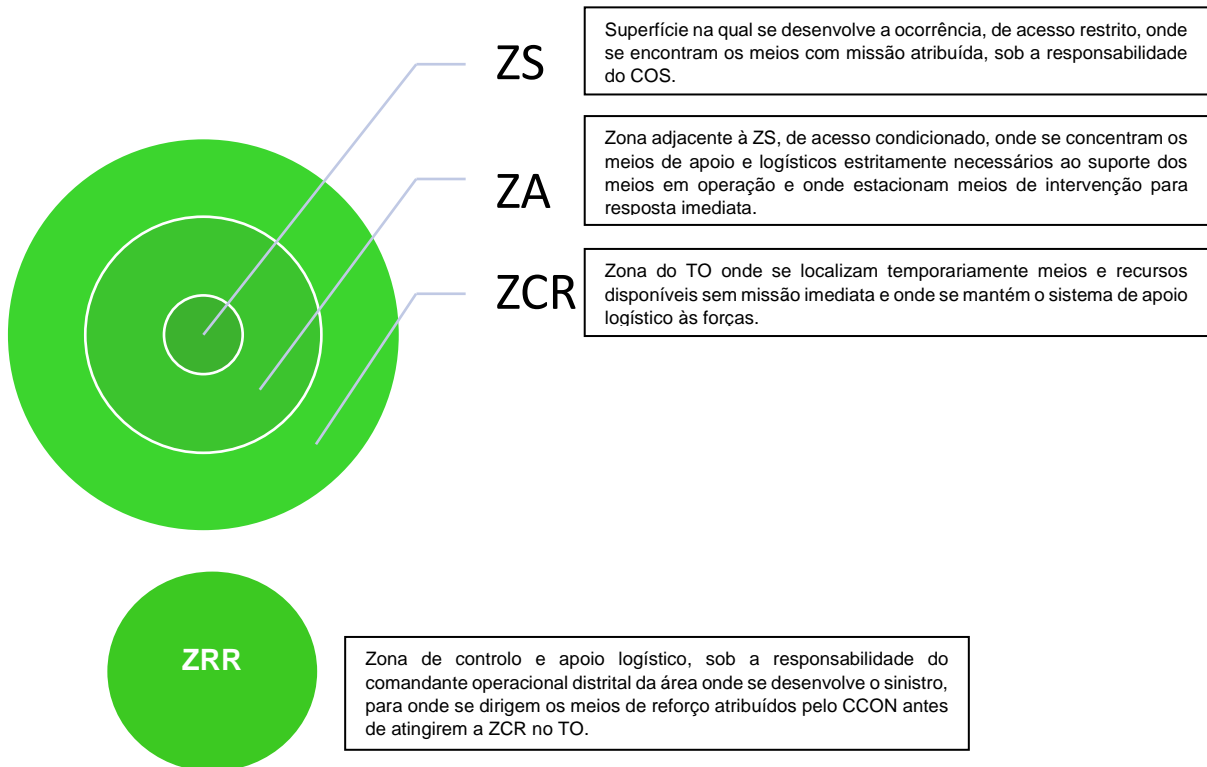 ZS
Superfície na qual se desenvolve a ocorrência, de acesso restrito, onde
se encontram os meios com missão atribuída, sob a responsabilidade
do COS.
ZA
Zona adjacente à ZS, de acesso condicionado, onde se concentram os
meios de apoio e logísticos estritamente necessários ao suporte dos
meios em operação e onde estacionam meios de intervenção para
resposta imediata.
ZCR
Zona do TO onde se localizam temporariamente meios e recursos
disponíveis sem missão imediata e onde se mantém o sistema de apoio
logístico às forças.
ZRR
Zona de controlo e apoio logístico, sob a responsabilidade do
comandante operacional distrital da área onde se desenvolve o sinistro,
para onde se dirigem os meios de reforço atribuídos pelo CCON antes
de atingirem a ZCR no TO.